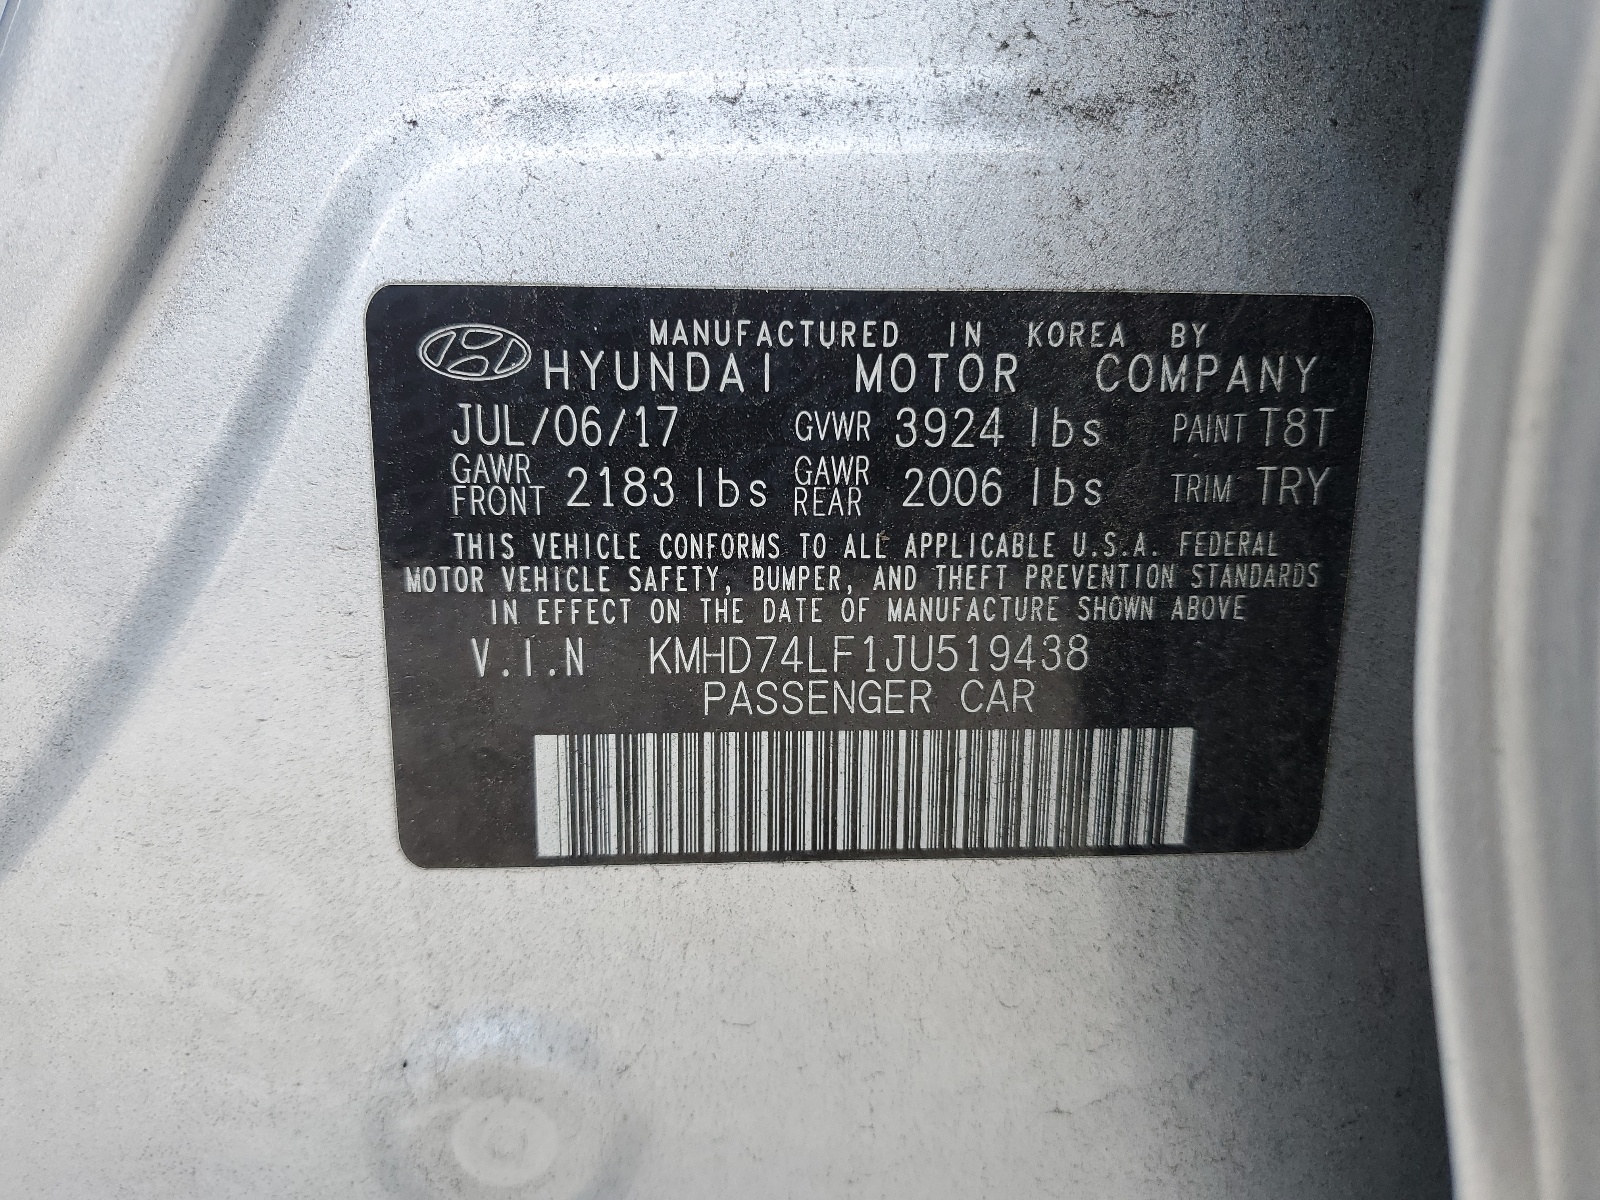 MANUFACTURED IN KOREA BY
HYUNDAI MOTOR COMPANY
JUL/06/17 GVWR 3924 lbs PAINT T8T
GAWR FRONT 2183 lbs GAWR REAR 2006 lbs TRIM TRY
THIS VEHICLE CONFORMS TO ALL APPLICABLE U.S.A. FEDERAL
MOTOR VEHICLE SAFETY, BUMPER, AND THEFT PREVENTION STANDARDS
IN EFFECT ON THE DATE OF MANUFACTURE SHOWN ABOVE
V.I.N KMHD74LF1JU519438
PASSENGER CAR